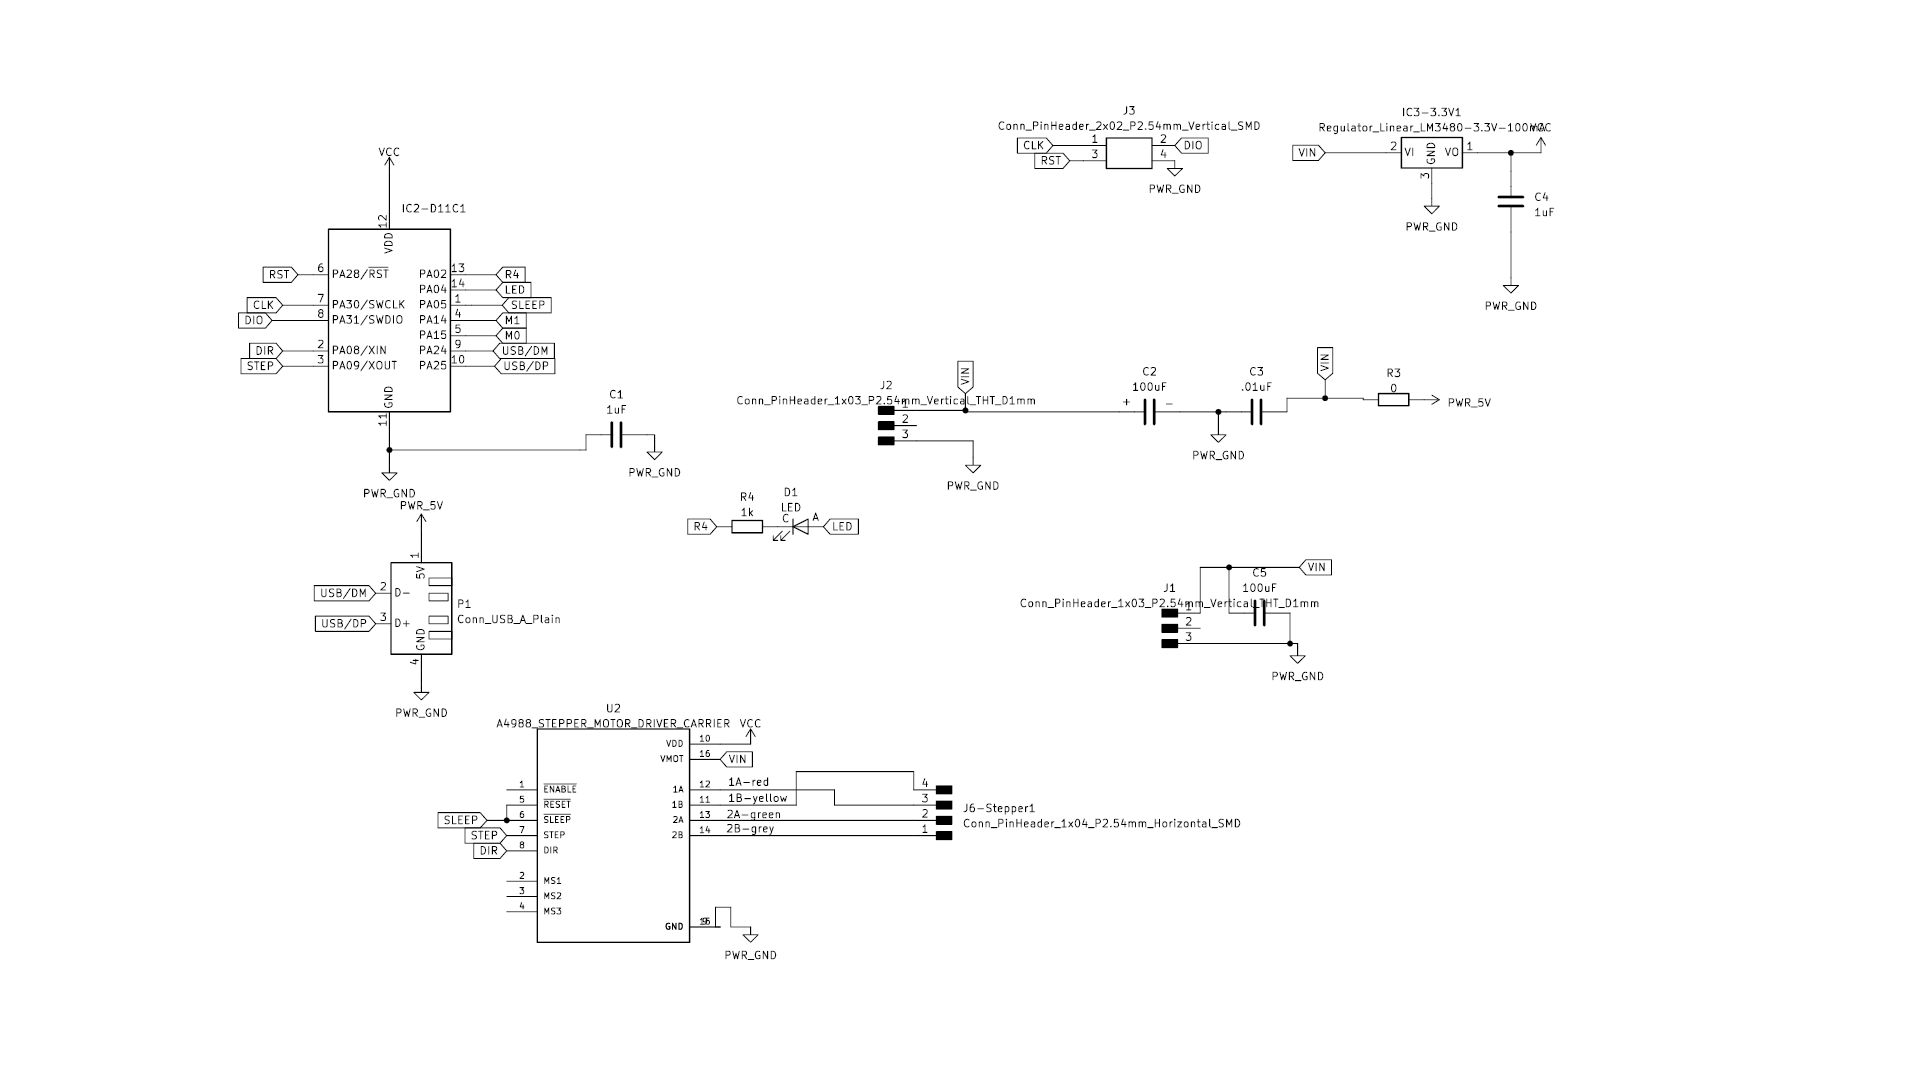 J3
Conn_PinHeader_2x02_P2.54mm_Vertical_SMD
CLK 1 2 DIO
RST 3 4
PWR_GND
IC3-3.3V1
Regulator_Linear_LM3480-3.3V-100mA
VCC
VIN 2 VI GND VO 1
3
PWR_GND
C4
1uF
PWR_GND
VCC
IC2-D11C1
12
VDD
RST 6 PA28/RST PA02 13 R4
PA04 14 LED
CLK 7 PA30/SWCLK PA05 1 SLEEP
DIO 8 PA31/SWDIO PA14 4 M1
PA15 5 M0
DIR 2 PA08/XIN PA24 9 USB/DM
STEP 3 PA09/XOUT PA25 10 USB/DP
GND
11
PWR_GND
C1
1uF
PWR_GND
J2
Conn_PinHeader_1x03_P2.54mm_Vertical_THT_D1mm
1
2
3
VIN
PWR_GND
C2
100uF
+ −
PWR_GND
C3
.01uF
VIN
R3
0
PWR_5V
R4
1k
D1
LED
R4 C A LED
PWR_5V
1
5V
USB/DM 2 D−
USB/DP 3 D+
GND
4
P1
Conn_USB_A_Plain
PWR_GND
J1
Conn_PinHeader_1x03_P2.54mm_Vertical_THT_D1mm
1
2
3
VIN
C5
100uF
PWR_GND
U2
A4988_STEPPER_MOTOR_DRIVER_CARRIER
VCC
VDD 10
VMOT 16 VIN
1 ENABLE 1A 12 1A-red 4
5 RESET 1B 11 1B-yellow 3
SLEEP 6 SLEEP 2A 13 2A-green 2
STEP 7 STEP 2B 14 2B-grey 1
DIR 8 DIR
2 MS1
3 MS2
4 MS3
GND
PWR_GND
J6-Stepper1
Conn_PinHeader_1x04_P2.54mm_Horizontal_SMD